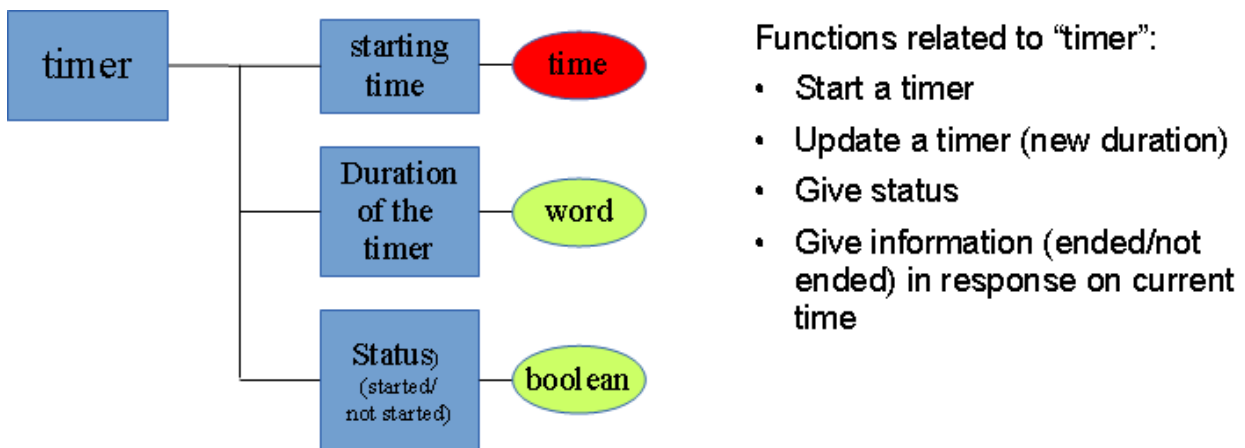 timer
starting
time
time
Duration
of the
timer
word
Status)
(started/
not started)
boolean
Functions related to “timer”:
• Start a timer
• Update a timer (new duration)
• Give status
• Give information (ended/not
ended) in response on current
time